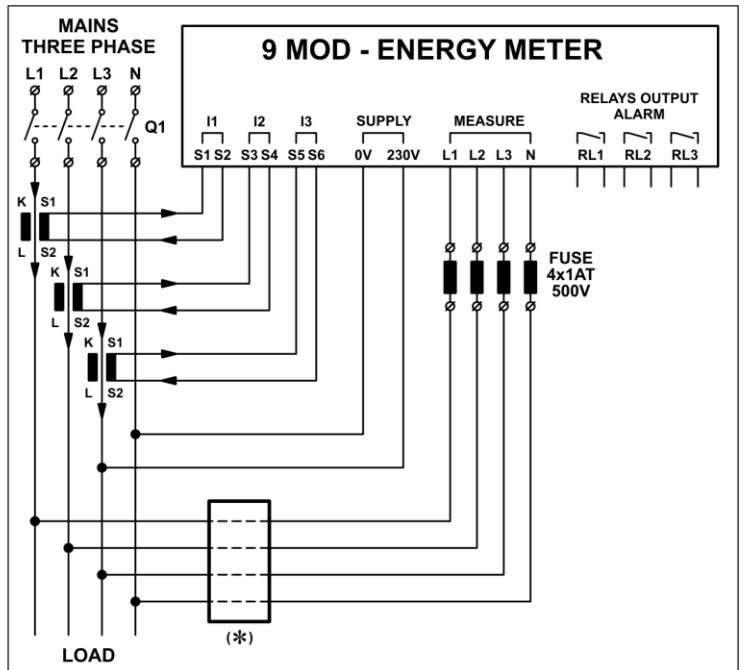 MAINS
THREE PHASE
L1 L2 L3 N
Q1
9 MOD - ENERGY METER
I1 I2 I3 SUPPLY MEASURE
RELAYS OUTPUT
ALARM
S1 S2 S3 S4 S5 S6 0V 230V L1 L2 L3 N RL1 RL2 RL3
K S1
L S2
K S1
L S2
K S1
L S2
FUSE
4x1AT
500V
(*)
LOAD